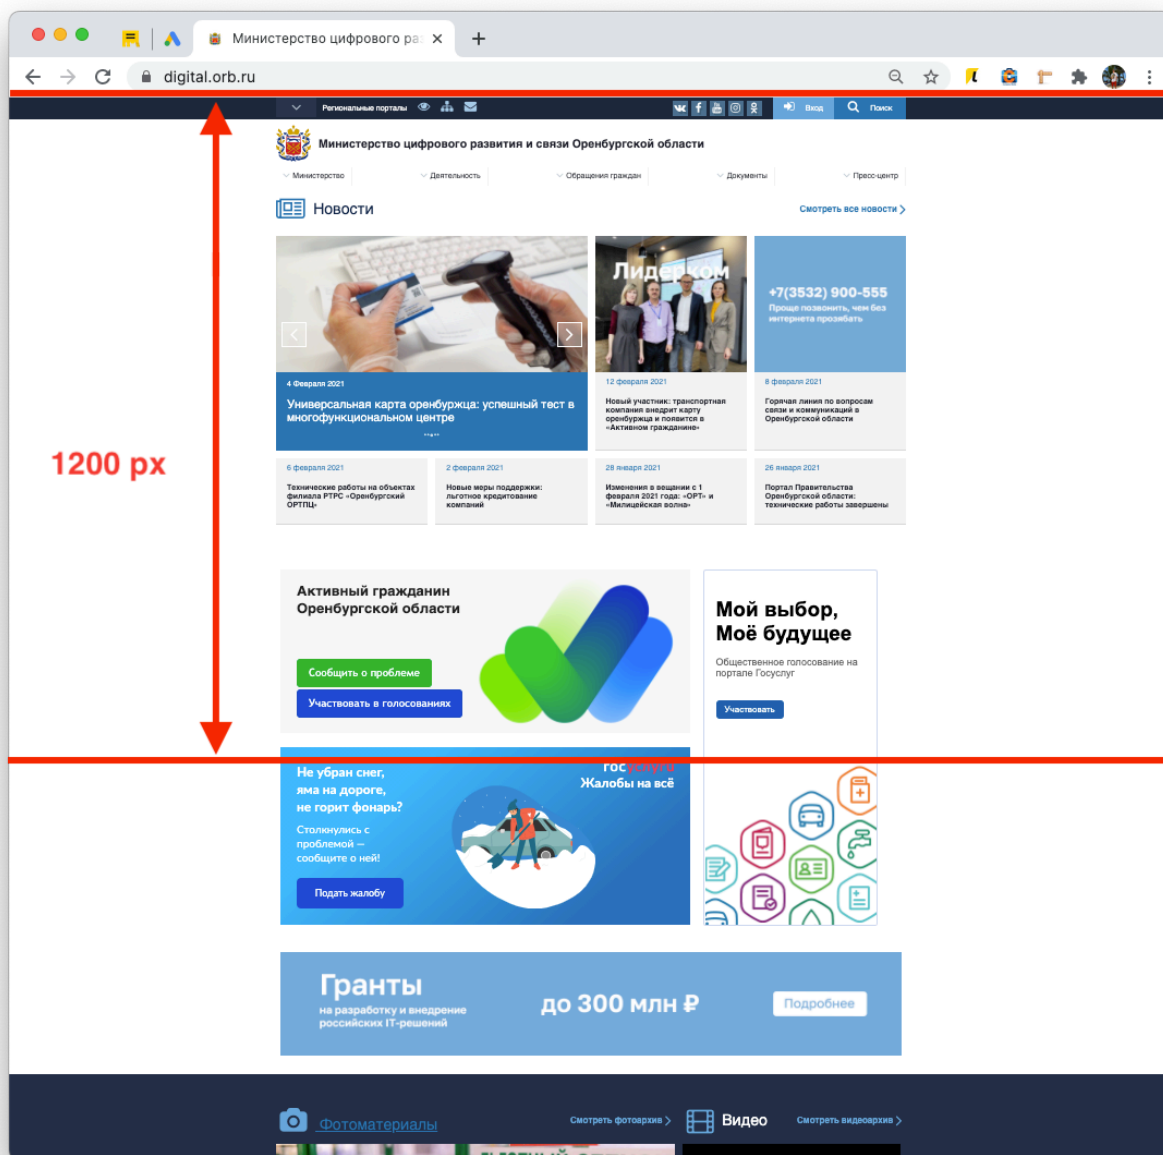 Министерство цифрового ра
digital.orb.ru
Региональные порталы
Вход
Поиск
Министерство цифрового развития и связи Оренбургской области
Министерство
Деятельность
Обращения граждан
Документы
Пресс-центр
Новости
Смотреть все новости
Лидерком
+7(3532) 900-555
Проще позвонить, чем без
интернета прозябать
4 Февраля 2021
Универсальная карта оренбуржца: успешный тест в
многофункциональном центре
12 февраля 2021
Новый участник: транспортная
компания внедрит карту
оренбуржца и появится в
«Активном гражданине»
8 февраля 2021
Горячая линия по вопросам
связи и коммуникаций в
Оренбургской области
1200 px
6 февраля 2021
Технические работы на объектах
филиала РТРС «Оренбургский
ОРТПЦ»
2 февраля 2021
Новые меры поддержки:
льготное кредитование
компаний
28 января 2021
Изменения в вещании с 1
февраля 2021 года: «ОРТ» и
«Милицейская волна»
26 января 2021
Портал Правительства
Оренбургской области:
технические работы завершены
Активный гражданин
Оренбургской области
Сообщить о проблеме
Участвовать в голосованиях
Мой выбор,
Моё будущее
Общественное голосование на
портале Госуслуг
Участвовать
Не убран снег,
яма на дороге,
не горит фонарь?
Столкнулись с
проблемой —
сообщите о ней!
Подать жалобу
госуслуги
Жалобы на всё
Гранты
на разработку и внедрение
российских IT-решений
до 300 млн ₽
Подробнее
Фотоматериалы
Смотреть фотоархив
Видео
Смотреть видеоархив